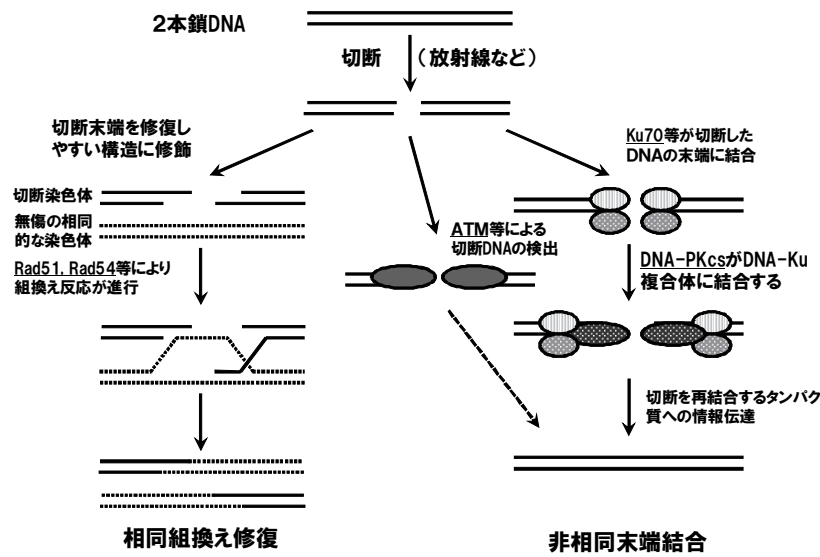 2本鎖DNA
切断
(放射線など)
切断末端を修復し
やすい構造に修飾
Ku70等が切断した
DNAの末端に結合
切断染色体
無傷の相同
的な染色体
ATM等による
切断DNAの検出
Rad51, Rad54等により
組換え反応が進行
DNA-PKcsがDNA-Ku
複合体に結合する
切断を再結合するタンパク
質への情報伝達
相同組換え修復
非相同末端結合